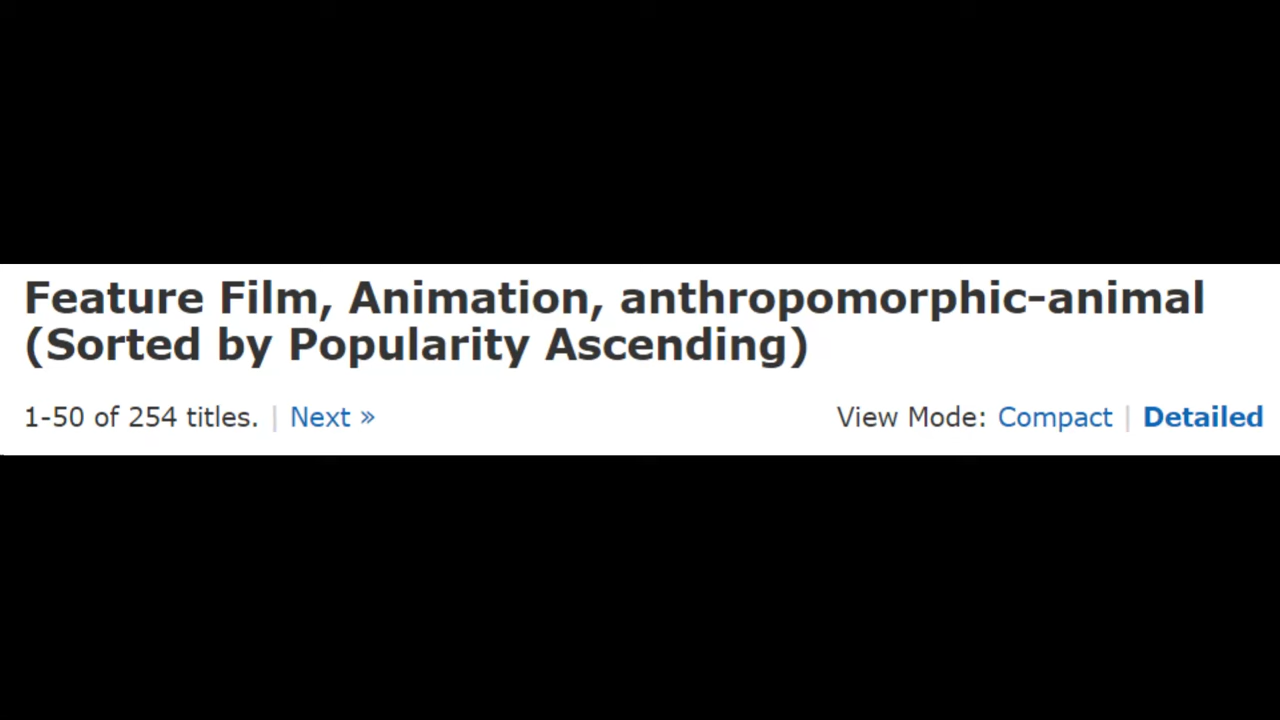 Feature Film, Animation, anthropomorphic-animal
(Sorted by Popularity Ascending)
1-50 of 254 titles. | Next » View Mode: Compact | Detailed